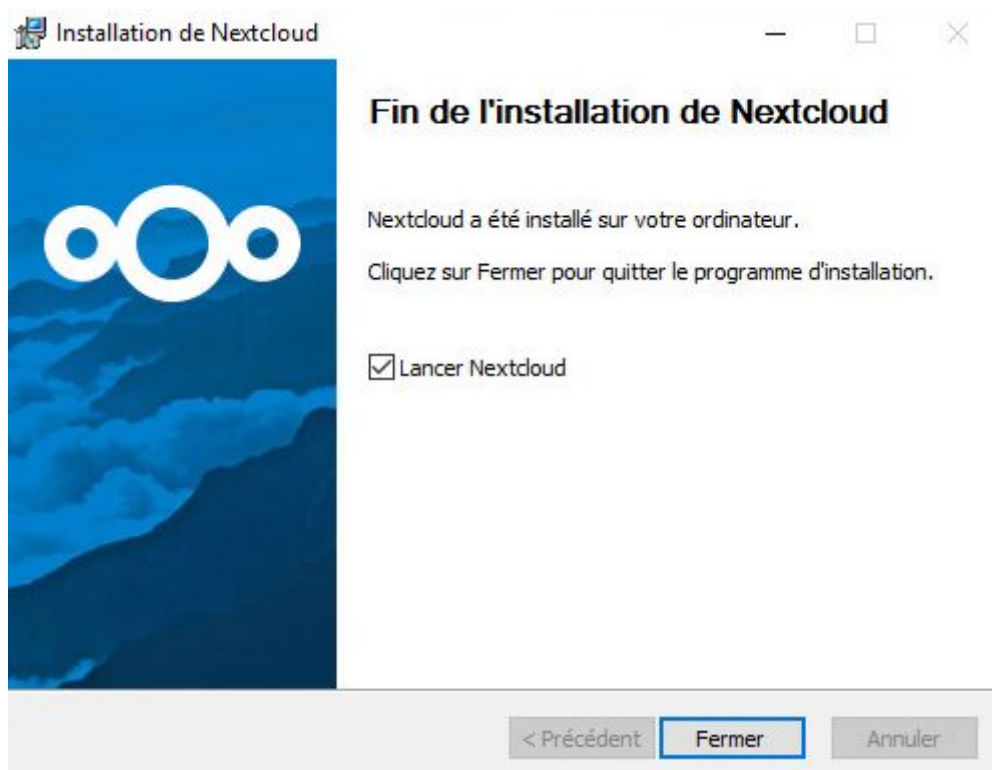 Installation de Nextcloud
Fin de l'installation de Nextcloud
Nextcloud a été installé sur votre ordinateur.
Cliquez sur Fermer pour quitter le programme d'installation.
Lancer Nextcloud
< Précédent Fermer Annuler